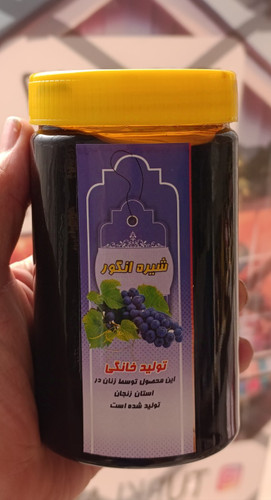 شیره انگور
تولید خانگی
این محصول توسط زنان در
استان زنجان
تولید شده است